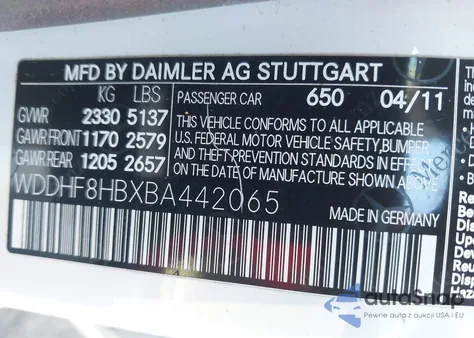 MFD BY DAIMLER AG STUTTGART
KG LBS
PASSENGER CAR 650 04/11
GVWR 2330 5137
GAWR FRONT 1170 2579
GAWR REAR 1205 2657
THIS VEHICLE CONFORMS TO ALL APPLICABLE
U.S. FEDERAL MOTOR VEHICLE SAFETY, BUMPER,
AND THEFT PREVENTION STANDARDS IN EFFECT ON
THE DATE OF MANUFACTURE SHOWN ABOVE.
WDDHF8HBXBA442065
MADE IN GERMANY
autoSnap
Pewne auta z aukcji USA i EU